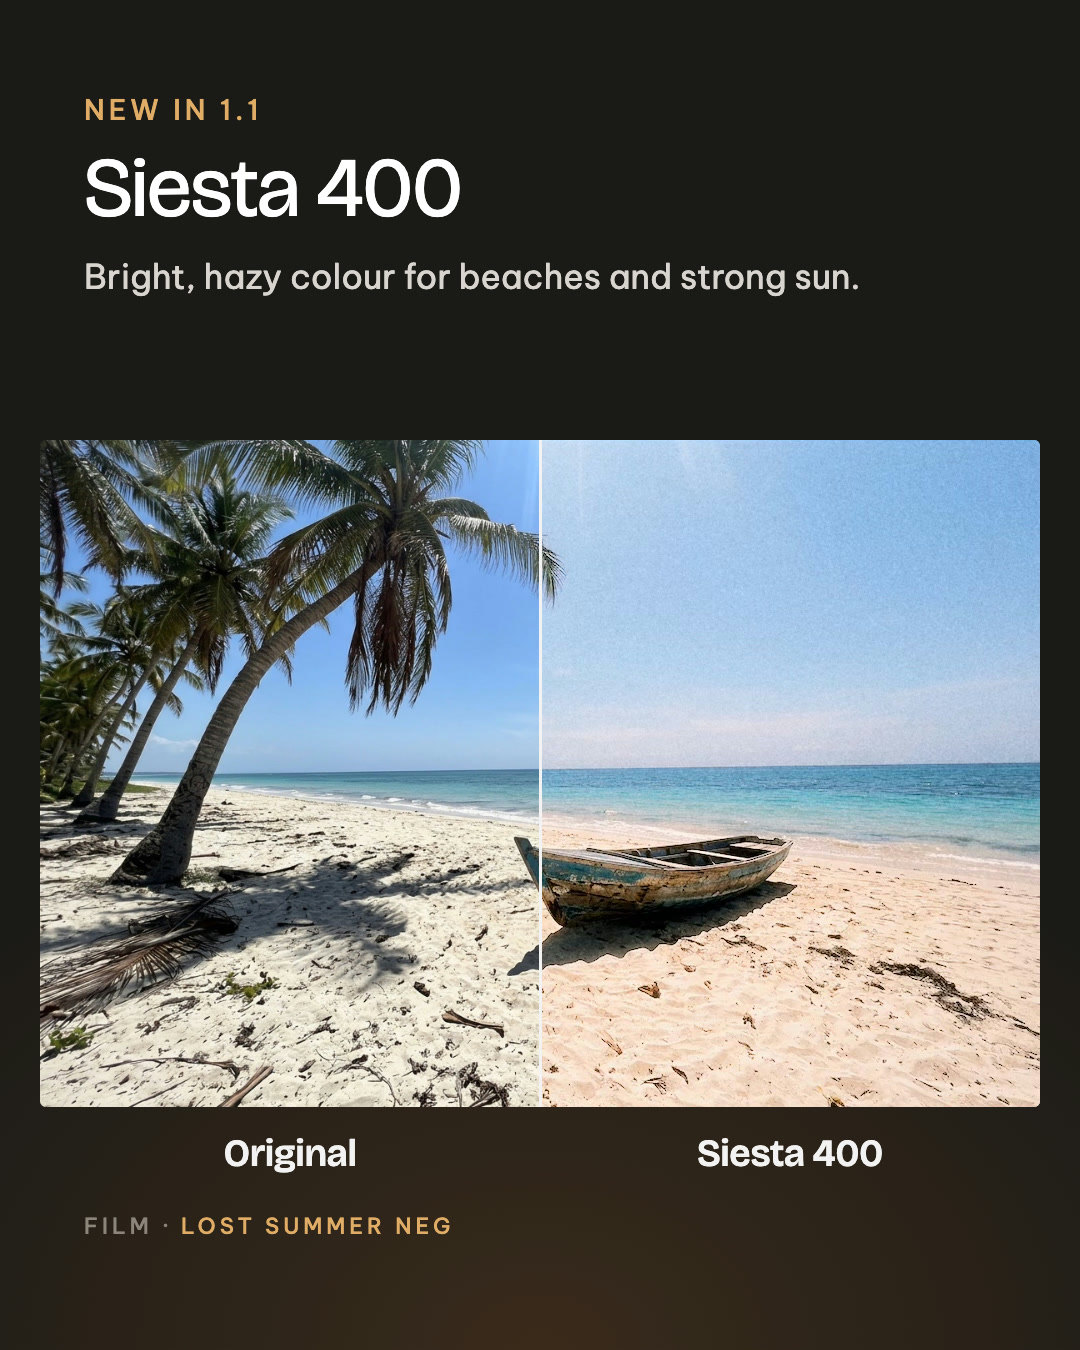 NEW IN 1.1
Siesta 400
Bright, hazy colour for beaches and strong sun.
Original
Siesta 400
FILM · LOST SUMMER NEG